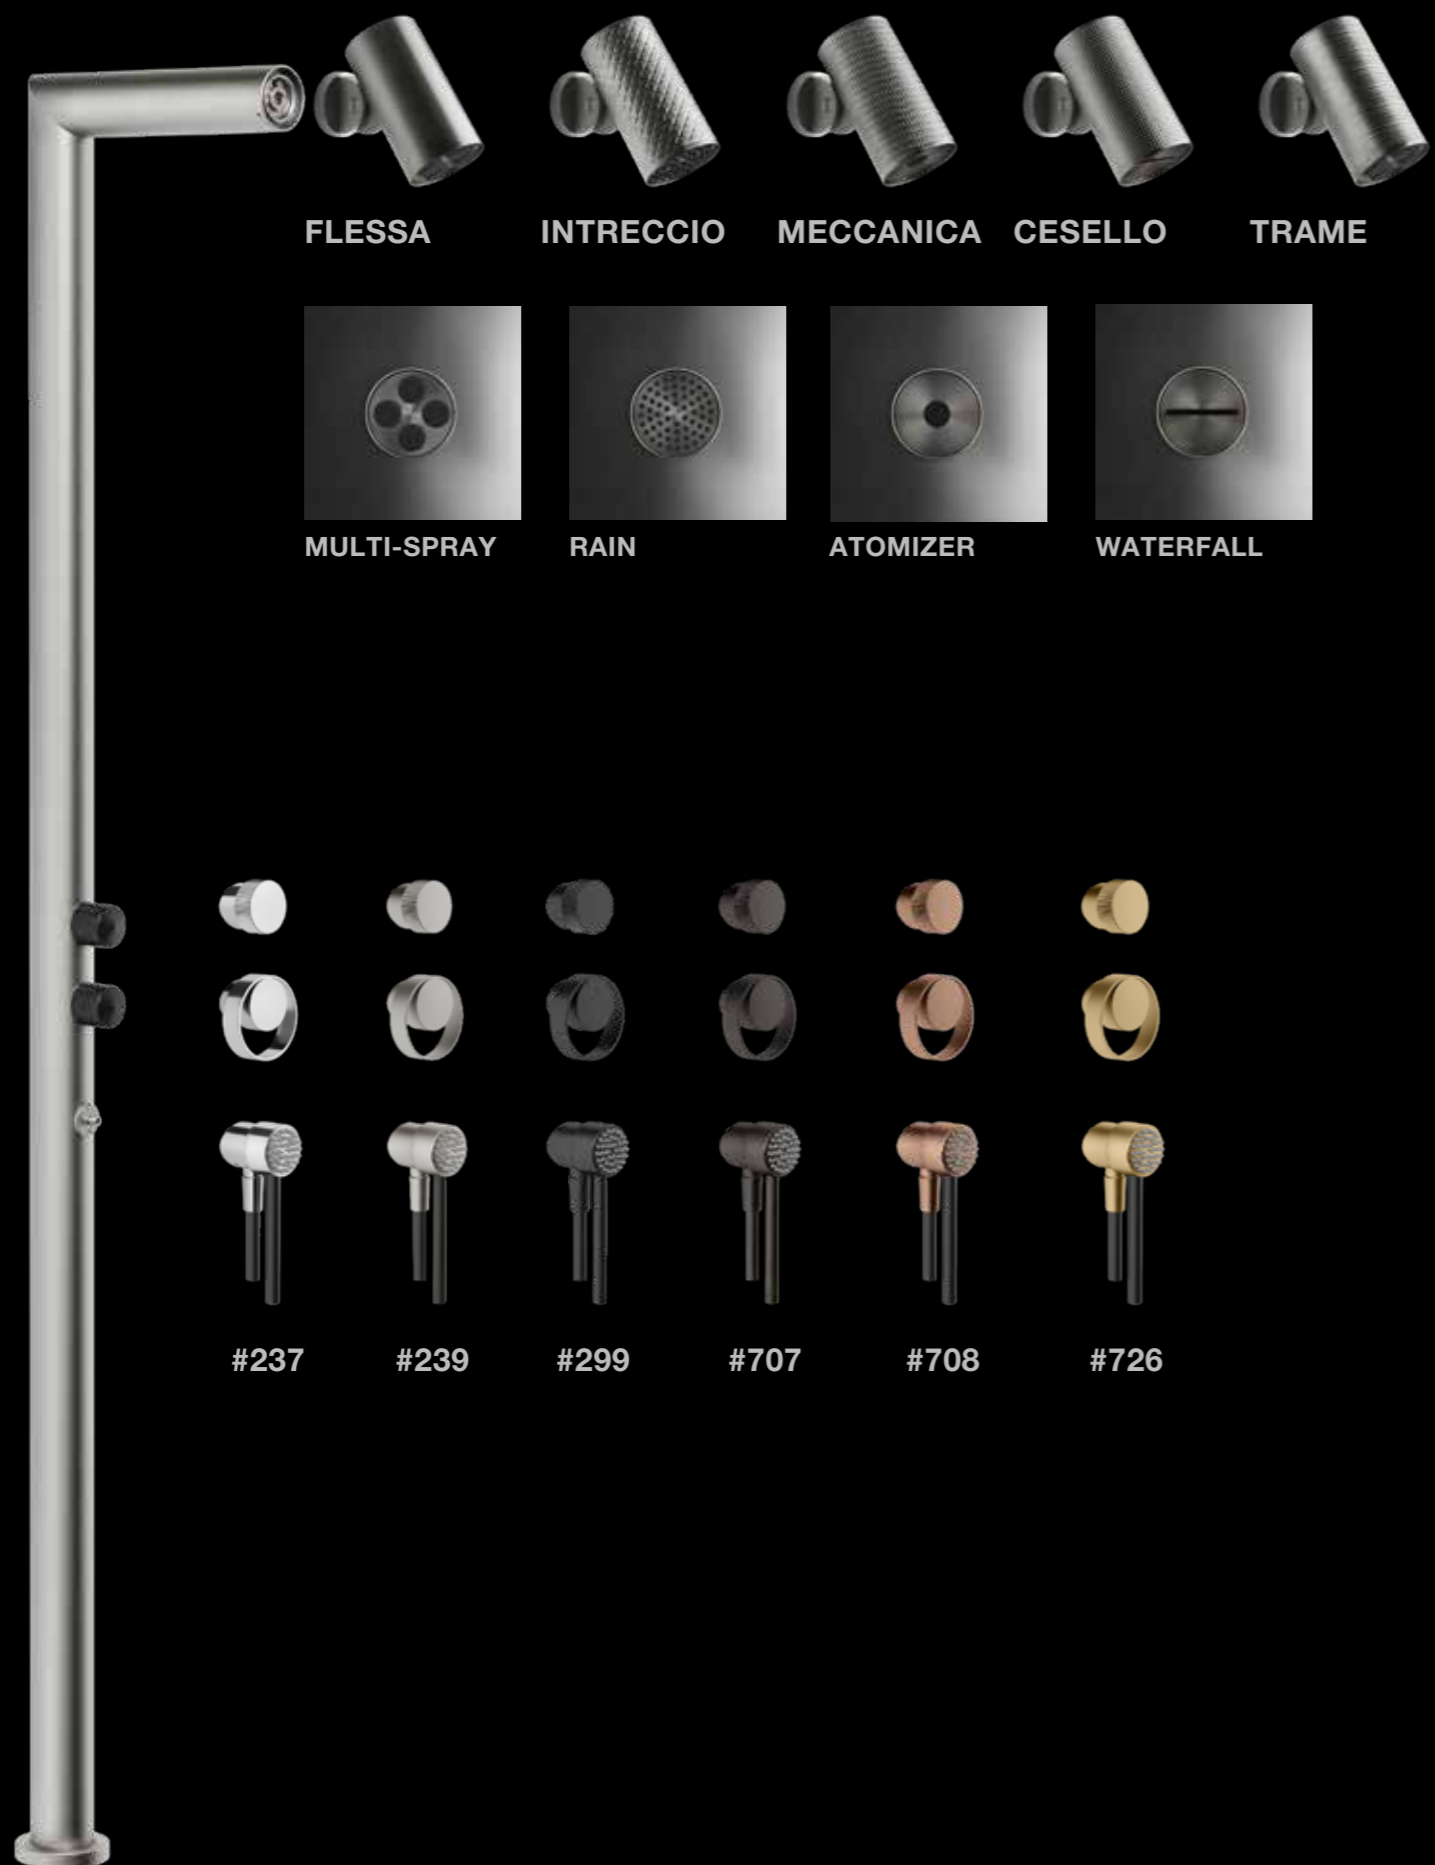 FLESSA INTRECCIO MECCANICA CESELLO TRAME
MULTI-SPRAY RAIN ATOMIZER WATERFALL
#237 #239 #299 #707 #708 #726